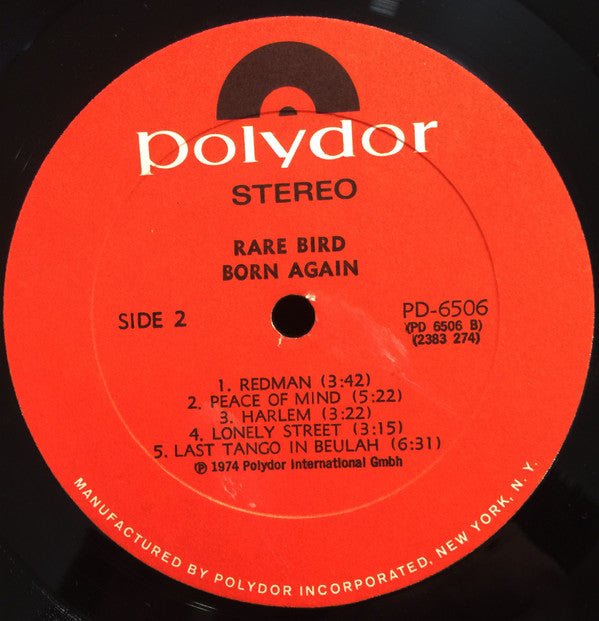 polydor
STEREO
RARE BIRD
BORN AGAIN
SIDE 2
PD-6506
(PD 6506 B)
(2383 274)
1. REDMAN (3:42)
2. PEACE OF MIND (5:22)
3. HARLEM (3:22)
4. LONELY STREET (3:15)
5. LAST TANGO IN BEULAH (6:31)
℗ 1974 Polydor International Gmbh
MANUFACTURED BY POLYDOR INCORPORATED, NEW YORK, N. Y.